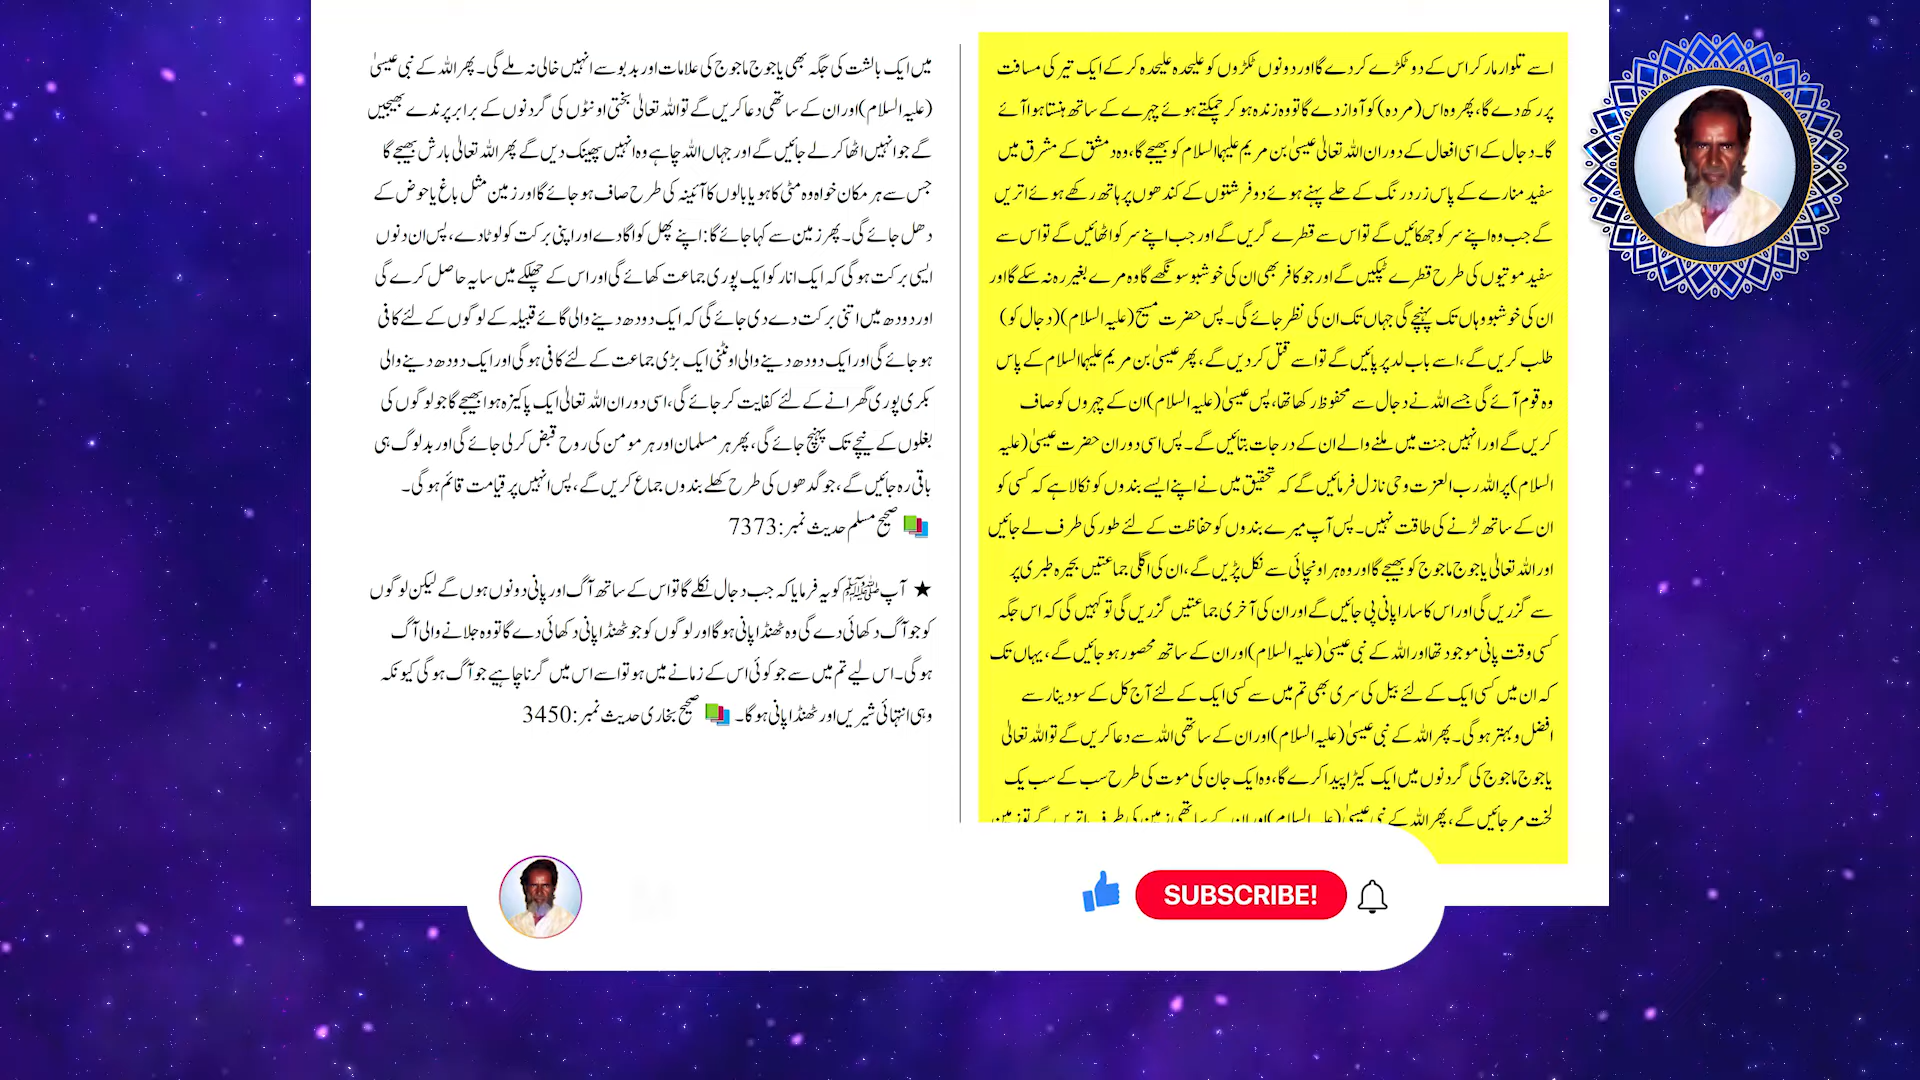 اسے تلوار مار کر اس کے دو ٹکڑے کر دے گا اور دونوں ٹکڑوں کو علیحدہ علیحدہ کر کے ایک تیر کی مسافت
پر رکھ دے گا، پھر وہ اس (مردہ) کو آواز دے گا تو وہ زندہ ہو کر چمکتے ہوئے چہرے کے ساتھ ہنستا ہوا آئے
گا۔ دجال کے اسی افعال کے دوران اللہ تعالیٰ عیسیٰ بن مریم علیہما السلام کو بھیجے گا، وہ دمشق کے مشرق میں
سفید منارے کے پاس زرد رنگ کے حلے پہنے ہوئے دو فرشتوں کے کندھوں پر ہاتھ رکھے ہوئے اتریں
گے جب وہ اپنے سر کو جھکائیں گے تو اس سے قطرے گریں گے اور جب اپنے سر کو اٹھائیں گے تو اس سے
سفید موتیوں کی طرح قطرے ٹپکیں گے اور جو کافر بھی ان کی خوشبو سونگھے گا وہ مرے بغیر رہ نہ سکے گا اور
ان کی خوشبو وہاں تک پہنچے گی جہاں تک ان کی نظر جائے گی۔ پس حضرت مسیح (علیہ السلام) (دجال کو)
طلب کریں گے، اسے باب لد پر پائیں گے تو اسے قتل کر دیں گے، پھر عیسیٰ بن مریم علیہما السلام کے پاس
وہ قوم آئے گی جسے اللہ نے دجال سے محفوظ رکھا تھا، پس عیسیٰ (علیہ السلام) ان کے چہروں کو صاف
کریں گے اور انہیں جنت میں ملنے والے ان کے درجات بتائیں گے۔ پس اسی دوران حضرت عیسیٰ (علیہ
السلام) پر اللہ رب العزت وحی نازل فرمائیں گے کہ تحقیق میں نے اپنے ایسے بندوں کو نکالا ہے کہ کسی کو
ان کے ساتھ لڑنے کی طاقت نہیں۔ پس آپ میرے بندوں کو حفاظت کے لئے طور کی طرف لے جائیں
اور اللہ تعالیٰ یاجوج ماجوج کو بھیجے گا اور وہ ہر اونچائی سے نکل پڑیں گے، ان کی اگلی جماعتیں بحیرہ طبری پر
سے گزریں گی اور اس کا سارا پانی پی جائیں گے اور ان کی آخری جماعتیں گزریں گی تو کہیں گی کہ اس جگہ
کسی وقت پانی موجود تھا اور اللہ کے نبی عیسیٰ (علیہ السلام) اور ان کے ساتھ محصور ہو جائیں گے، یہاں تک
کہ ان میں کسی ایک کے لئے بیل کی سری بھی تم میں سے کسی ایک کے لئے آج کل کے سو دینار سے
افضل و بہتر ہو گی۔ پھر اللہ کے نبی عیسیٰ (علیہ السلام) اور ان کے ساتھی اللہ سے دعا کریں گے تو اللہ تعالیٰ
یاجوج ماجوج کی گردنوں میں ایک کیڑا پیدا کرے گا، وہ ایک جان کی موت کی طرح سب کے سب یک
لخت مر جائیں گے، پھر اللہ کے نبی عیسیٰ (علیہ السلام) اور ان کے ساتھی زمین کی طرف اتریں گے تو زمین
میں ایک بالشت کی جگہ بھی یاجوج ماجوج کی علامات اور بدبو سے انہیں خالی نہ ملے گی۔ پھر اللہ کے نبی عیسیٰ
(علیہ السلام) اور ان کے ساتھی دعا کریں گے تو اللہ تعالیٰ بختی اونٹوں کی گردنوں کے برابر پرندے بھیجیں
گے جو انہیں اٹھا کر لے جائیں گے اور جہاں اللہ چاہے وہ انہیں پھینک دیں گے پھر اللہ تعالیٰ بارش بھیجے گا
جس سے ہر مکان خواہ وہ مٹی کا ہو یا بالوں کا آئینہ کی طرح صاف ہو جائے گا اور زمین مثل باغ یا حوض کے
دھل جائے گی۔ پھر زمین سے کہا جائے گا: اپنے پھل کو اگا دے اور اپنی برکت کو لوٹا دے، پس ان دنوں
ایسی برکت ہو گی کہ ایک انار کو ایک پوری جماعت کھائے گی اور اس کے چھلکے میں سایہ حاصل کرے گی
اور دودھ میں اتنی برکت دے دی جائے گی کہ ایک دودھ دینے والی گائے قبیلہ کے لوگوں کے لئے کافی
ہو جائے گی اور ایک دودھ دینے والی اونٹنی ایک بڑی جماعت کے لئے کافی ہو گی اور ایک دودھ دینے والی
بکری پوری گھرانے کے لئے کفایت کر جائے گی، اسی دوران اللہ تعالیٰ ایک پاکیزہ ہوا بھیجے گا جو لوگوں کی
بغلوں کے نیچے تک پہنچ جائے گی، پھر ہر مسلمان اور ہر مومن کی روح قبض کر لی جائے گی اور بد لوگ ہی
باقی رہ جائیں گے، جو گدھوں کی طرح کھلے بندوں جماع کریں گے، پس انہیں پر قیامت قائم ہو گی۔
صحیح مسلم حدیث نمبر: 7373
★ آپ ﷺ کو یہ فرمایا کہ جب دجال نکلے گا تو اس کے ساتھ آگ اور پانی دونوں ہوں گے لیکن لوگوں
کو جو آگ دکھائی دے گی وہ ٹھنڈا پانی ہو گا اور لوگوں کو جو ٹھنڈا پانی دکھائی دے گا تو وہ جلانے والی آگ
ہو گی۔ اس لیے تم میں سے جو کوئی اس کے زمانے میں ہو تو اسے اس میں گرنا چاہیے جو آگ ہو گی کیونکہ
وہی انتہائی شیریں اور ٹھنڈا پانی ہو گا۔ صحیح بخاری حدیث نمبر: 3450
SUBSCRIBE!